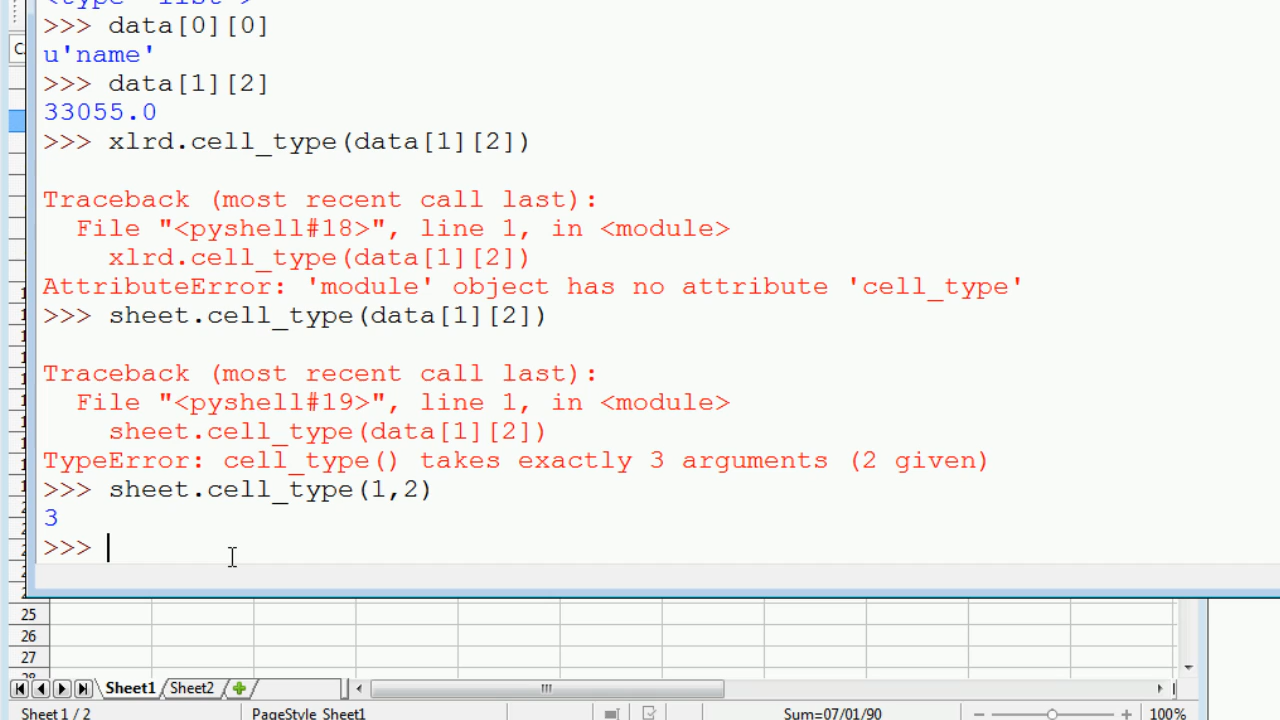 >>> data[0][0]
u'name'
>>> data[1][2]
33055.0
>>> xlrd.cell_type(data[1][2])
Traceback (most recent call last):
  File "<pyshell#18>", line 1, in <module>
    xlrd.cell_type(data[1][2])
AttributeError: 'module' object has no attribute 'cell_type'
>>> sheet.cell_type(data[1][2])
Traceback (most recent call last):
  File "<pyshell#19>", line 1, in <module>
    sheet.cell_type(data[1][2])
TypeError: cell_type() takes exactly 3 arguments (2 given)
>>> sheet.cell_type(1,2)
3
>>>
25
26
27
Sheet1 Sheet2
Sheet 1 / 2 PageStyle_Sheet1 Sum=07/01/90 100%